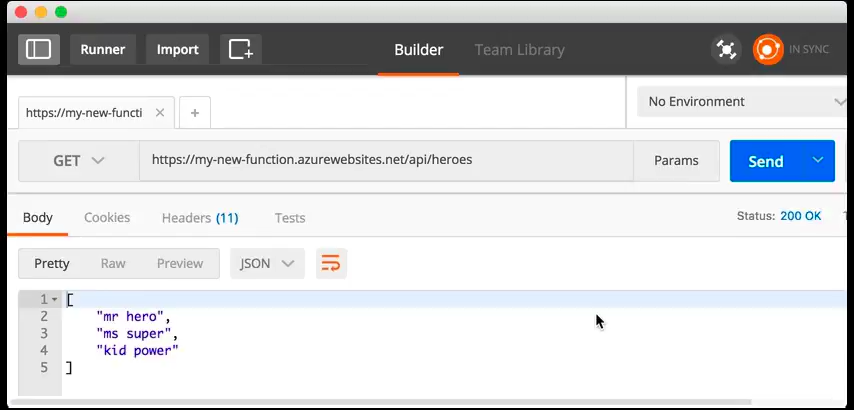 Runner Import Builder Team Library IN SYNC
https://my-new-functi × + No Environment
GET https://my-new-function.azurewebsites.net/api/heroes Params Send
Body Cookies Headers (11) Tests Status: 200 OK
Pretty Raw Preview JSON
1 [
2 "mr hero",
3 "ms super",
4 "kid power"
5 ]